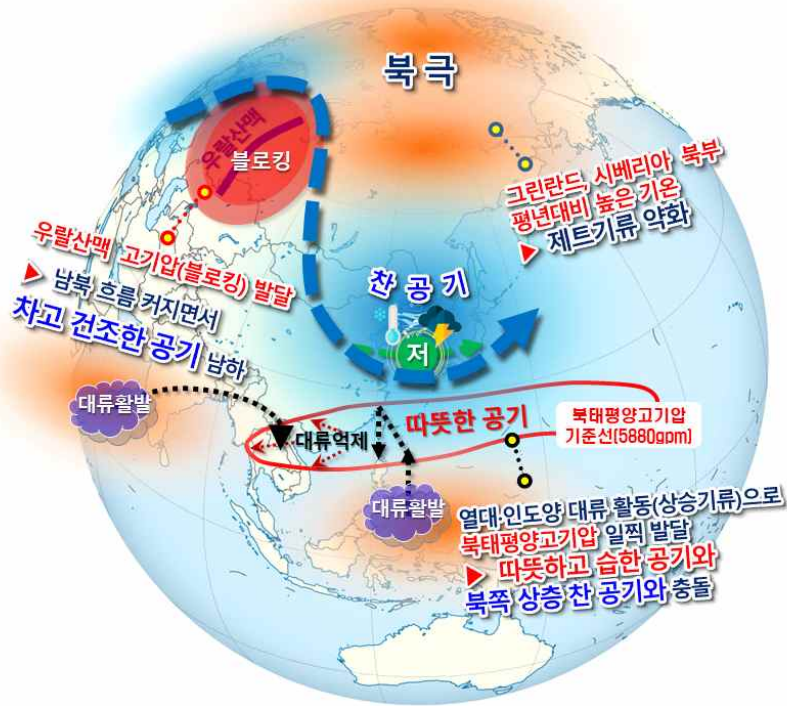 북극
우랄산맥
블로킹
그린란드, 시베리아 북부
평년대비 높은 기온
▶ 제트기류 약화
우랄산맥 고기압(블로킹) 발달
▶ 남북 흐름 커지면서
차고 건조한 공기 남하
찬 공기
저
대류활발
대류억제
따뜻한 공기
북태평양고기압
기준선(5880gpm)
대류활발
열대·인도양 대류 활동(상승기류)으로
북태평양고기압 일찍 발달
▶ 따뜻하고 습한 공기와
북쪽 상층 찬 공기와 충돌